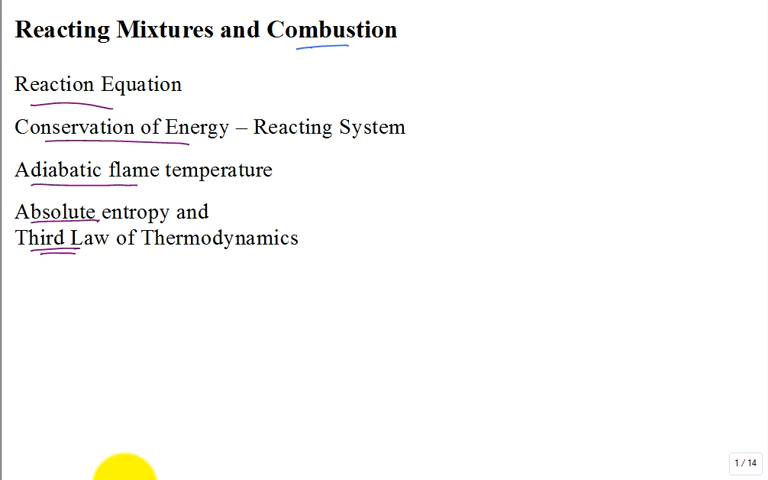 Reacting Mixtures and Combustion
Reaction Equation
Conservation of Energy – Reacting System
Adiabatic flame temperature
Absolute entropy and
Third Law of Thermodynamics
1 / 14